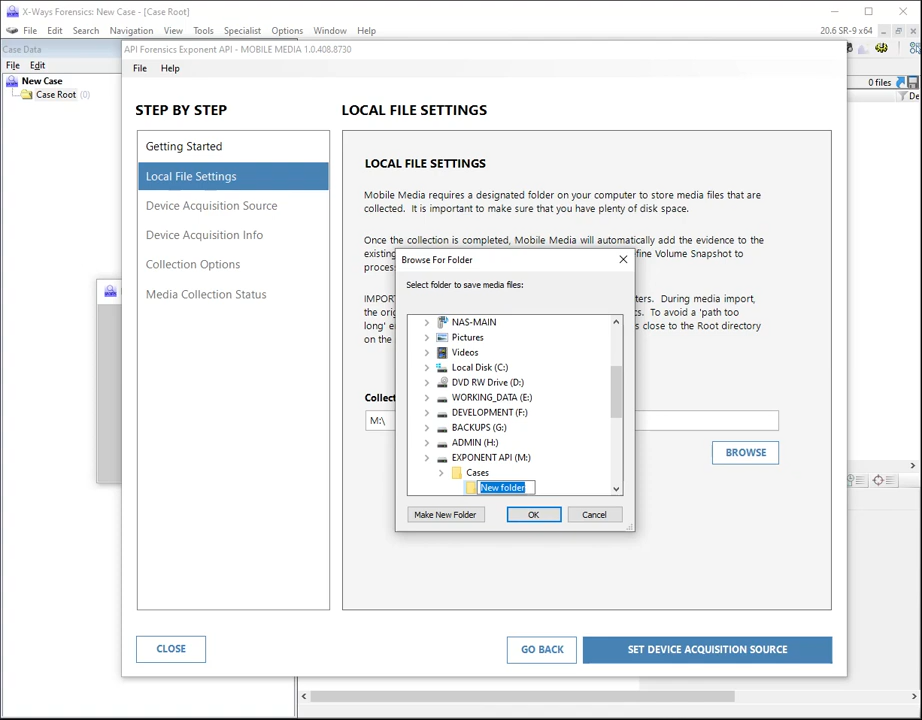 X-Ways Forensics: New Case - [Case Root]
File Edit Search Navigation View Tools Specialist Options Window Help
20.6 SR-9 x64
Case Data
File Edit
New Case
Case Root (0)
0 files
De
API Forensics Exponent API - MOBILE MEDIA 1.0.408.8730
File Help
STEP BY STEP
Getting Started
Local File Settings
Device Acquisition Source
Device Acquisition Info
Collection Options
Media Collection Status
LOCAL FILE SETTINGS
LOCAL FILE SETTINGS
Mobile Media requires a designated folder on your computer to store media files that are
collected. It is important to make sure that you have plenty of disk space.
Once the collection is completed, Mobile Media will automatically add the evidence to the
existing
fine Volume Snapshot to
proces
IMPORT
ters. During media import,
the orig
cs. To avoid a 'path too
long' e
s close to the Root directory
on the
Collect
M:\
BROWSE
Browse For Folder
Select folder to save media files:
NAS-MAIN
Pictures
Videos
Local Disk (C:)
DVD RW Drive (D:)
WORKING_DATA (E:)
DEVELOPMENT (F:)
BACKUPS (G:)
ADMIN (H:)
EXPONENT API (M:)
Cases
New folder
Make New Folder OK Cancel
CLOSE GO BACK SET DEVICE ACQUISITION SOURCE